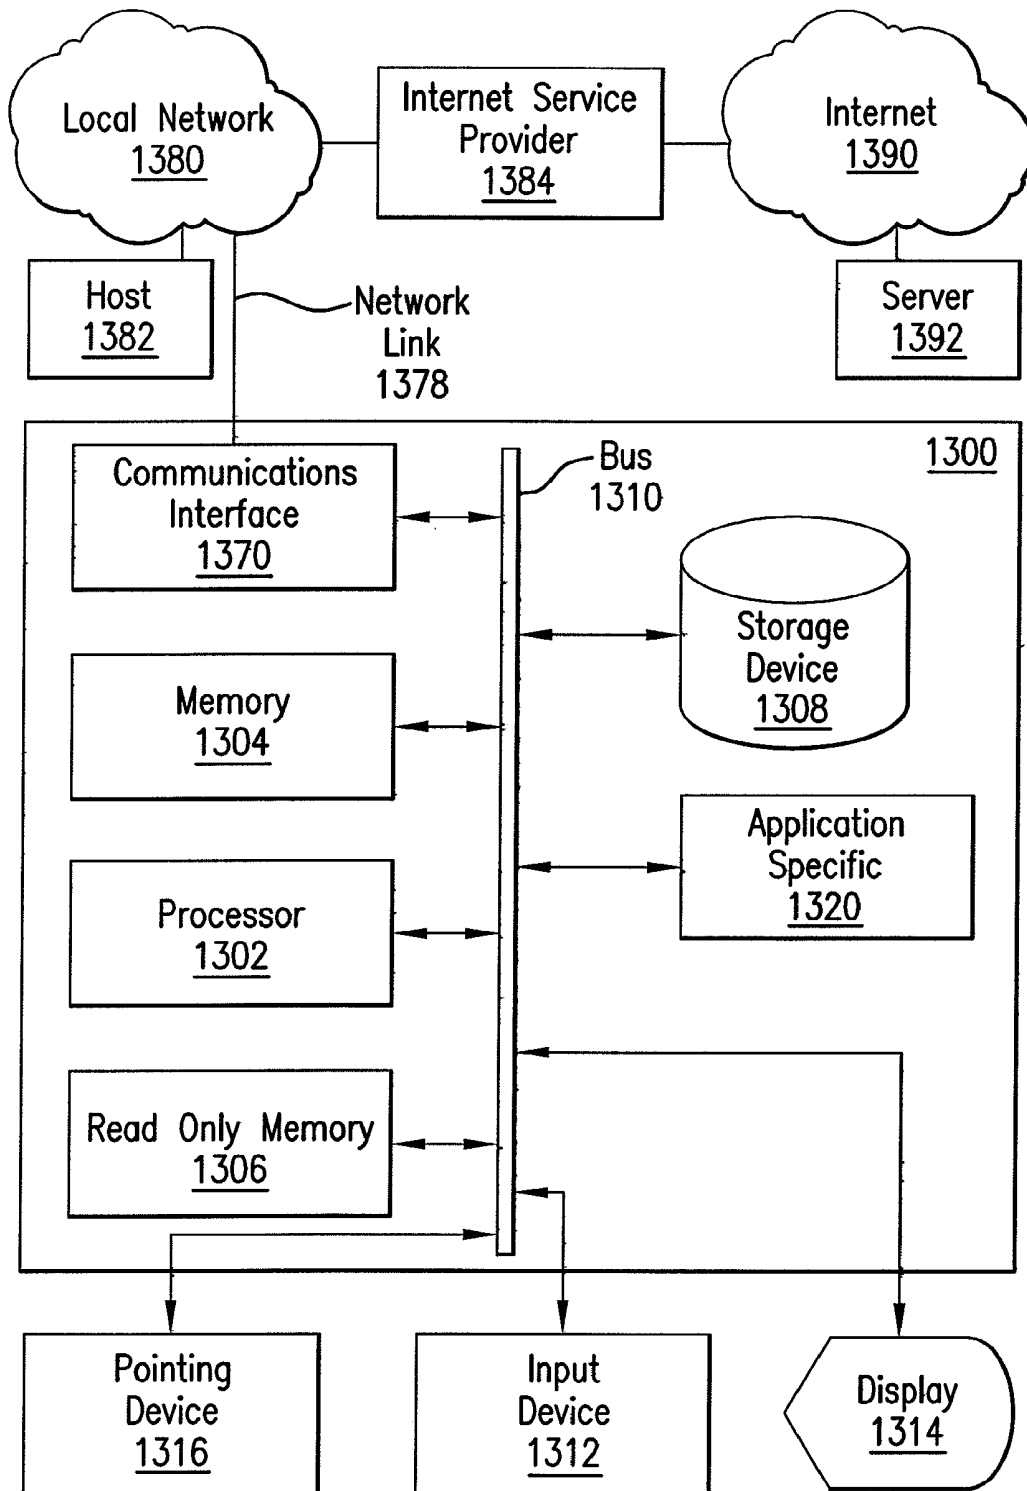 Local Network
1380
Internet Service
Provider
1384
Internet
1390
Host
1382
Network
Link
1378
Server
1392
1300
Communications
Interface
1370
Bus
1310
Storage
Device
1308
Memory
1304
Application
Specific
1320
Processor
1302
Read Only Memory
1306
Pointing
Device
1316
Input
Device
1312
Display
1314